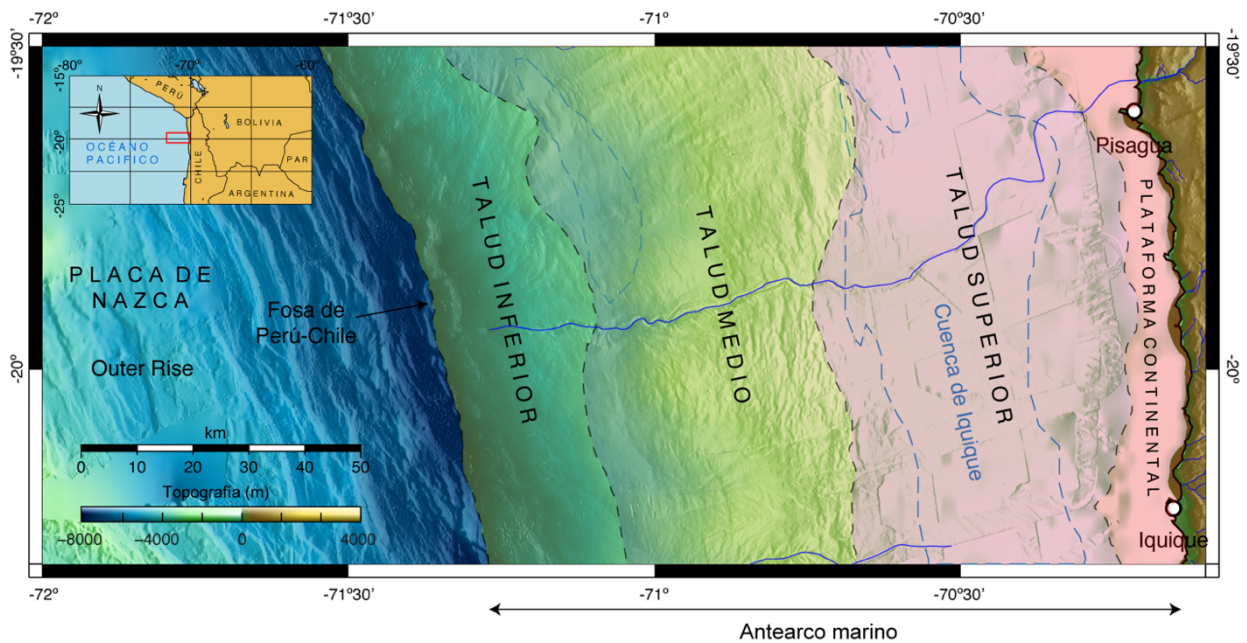 -72º
-71º30'
-71º
-70º30'
-19º30'
-19º30'
-80º
-70º
-60º
-15º
-20º
-25º
N
PERÚ
BOLIVIA
OCÉANO
PACIFICO
CHILE
PAR
ARGENTINA
Pisagua
PLACA DE
NAZCA
Fosa de
Perú-Chile
Outer Rise
TALUD INFERIOR
TALUD MEDIO
TALUD SUPERIOR
Cuenca de Iquique
PLATAFORMA CONTINENTAL
-20º
-20º
km
0 10 20 30 40 50
Topografía (m)
-8000 -4000 0 4000
Iquique
-72º
-71º30'
-71º
-70º30'
Antearco marino